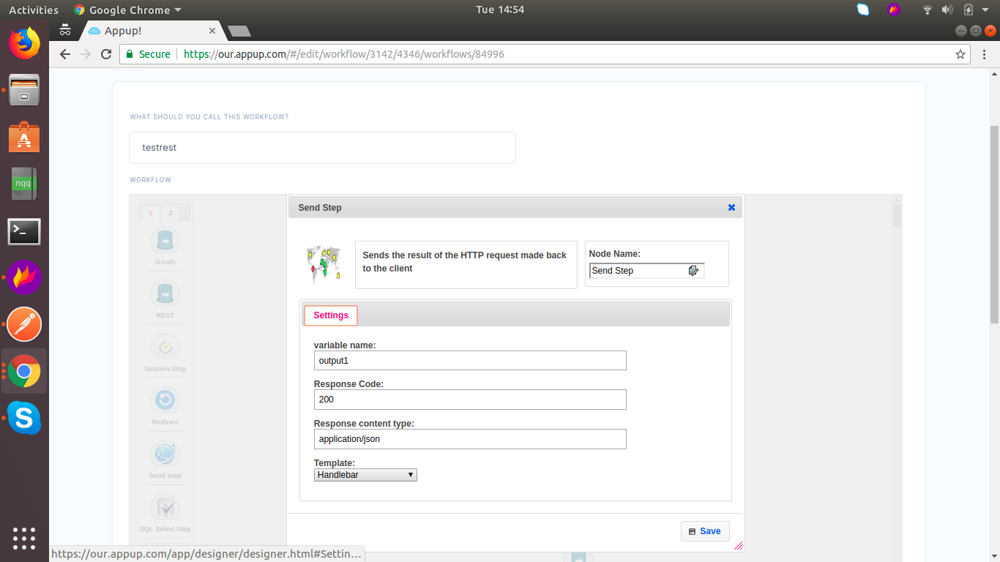 Activities
Google Chrome
Tue 14:54
Appup!
Secure
https://our.appup.com/#/edit/workflow/3142/4346/workflows/84996
WHAT SHOULD YOU CALL THIS WORKFLOW?
testrest
WORKFLOW
1 2
OAuth
REST
Session Step
Redirect
Send Step
SQL Select Step
Send Step
Sends the result of the HTTP request made back
to the client
Node Name:
Send Step
Settings
variable name:
output1
Response Code:
200
Response content type:
application/json
Template:
Handlebar
Save
nqq
https://our.appup.com/app/designer/designer.html#Settin…